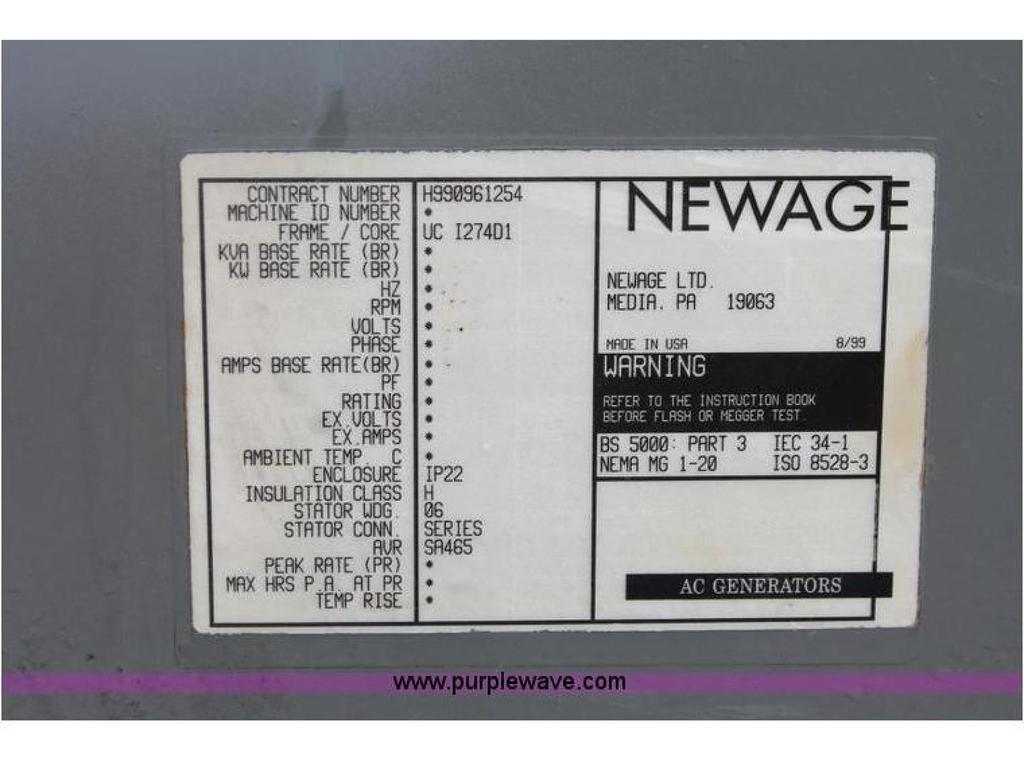 CONTRACT NUMBER H990961254
MACHINE ID NUMBER *
FRAME / CORE UC I274D1
KVA BASE RATE (BR) *
KW BASE RATE (BR) *
HZ *
RPM *
VOLTS *
PHASE *
AMPS BASE RATE(BR) *
PF *
RATING *
EX.VOLTS *
EX.AMPS *
AMBIENT TEMP. C *
ENCLOSURE IP22
INSULATION CLASS H
STATOR WDG. 06
STATOR CONN. SERIES
AVR SA465
PEAK RATE (PR) *
MAX HRS P.A. AT PR *
TEMP RISE *
NEWAGE
NEWAGE LTD.
MEDIA. PA 19063
MADE IN USA 8/99
WARNING
REFER TO THE INSTRUCTION BOOK
BEFORE FLASH OR MEGGER TEST.
BS 5000: PART 3 IEC 34-1
NEMA MG 1-20 ISO 8528-3
AC GENERATORS
www.purplewave.com